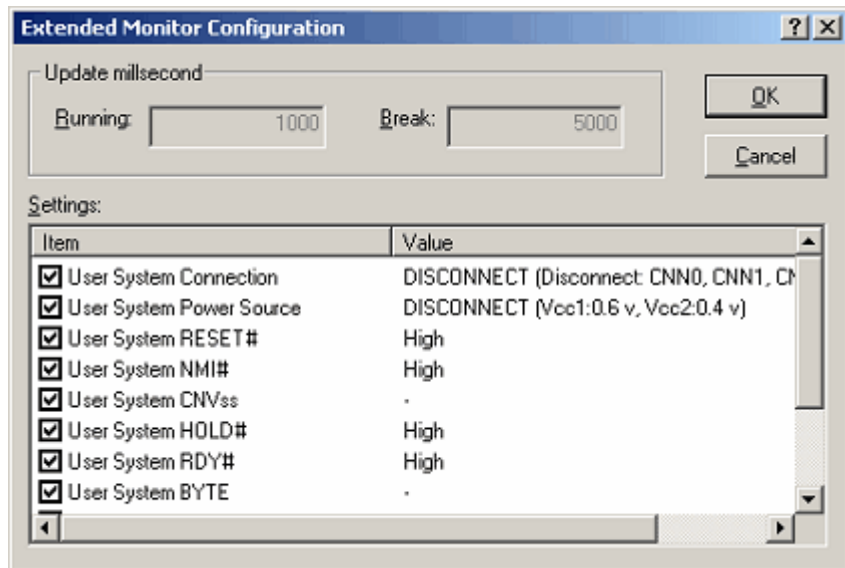 Extended Monitor Configuration
Update millsecond
Running: 1000 Break: 5000
OK
Cancel
Settings:
Item Value
User System Connection DISCONNECT (Disconnect: CNN0, CNN1, CN
User System Power Source DISCONNECT (Vcc1:0.6 v, Vcc2:0.4 v)
User System RESET# High
User System NMI# High
User System CNVss -
User System HOLD# High
User System RDY# High
User System BYTE -